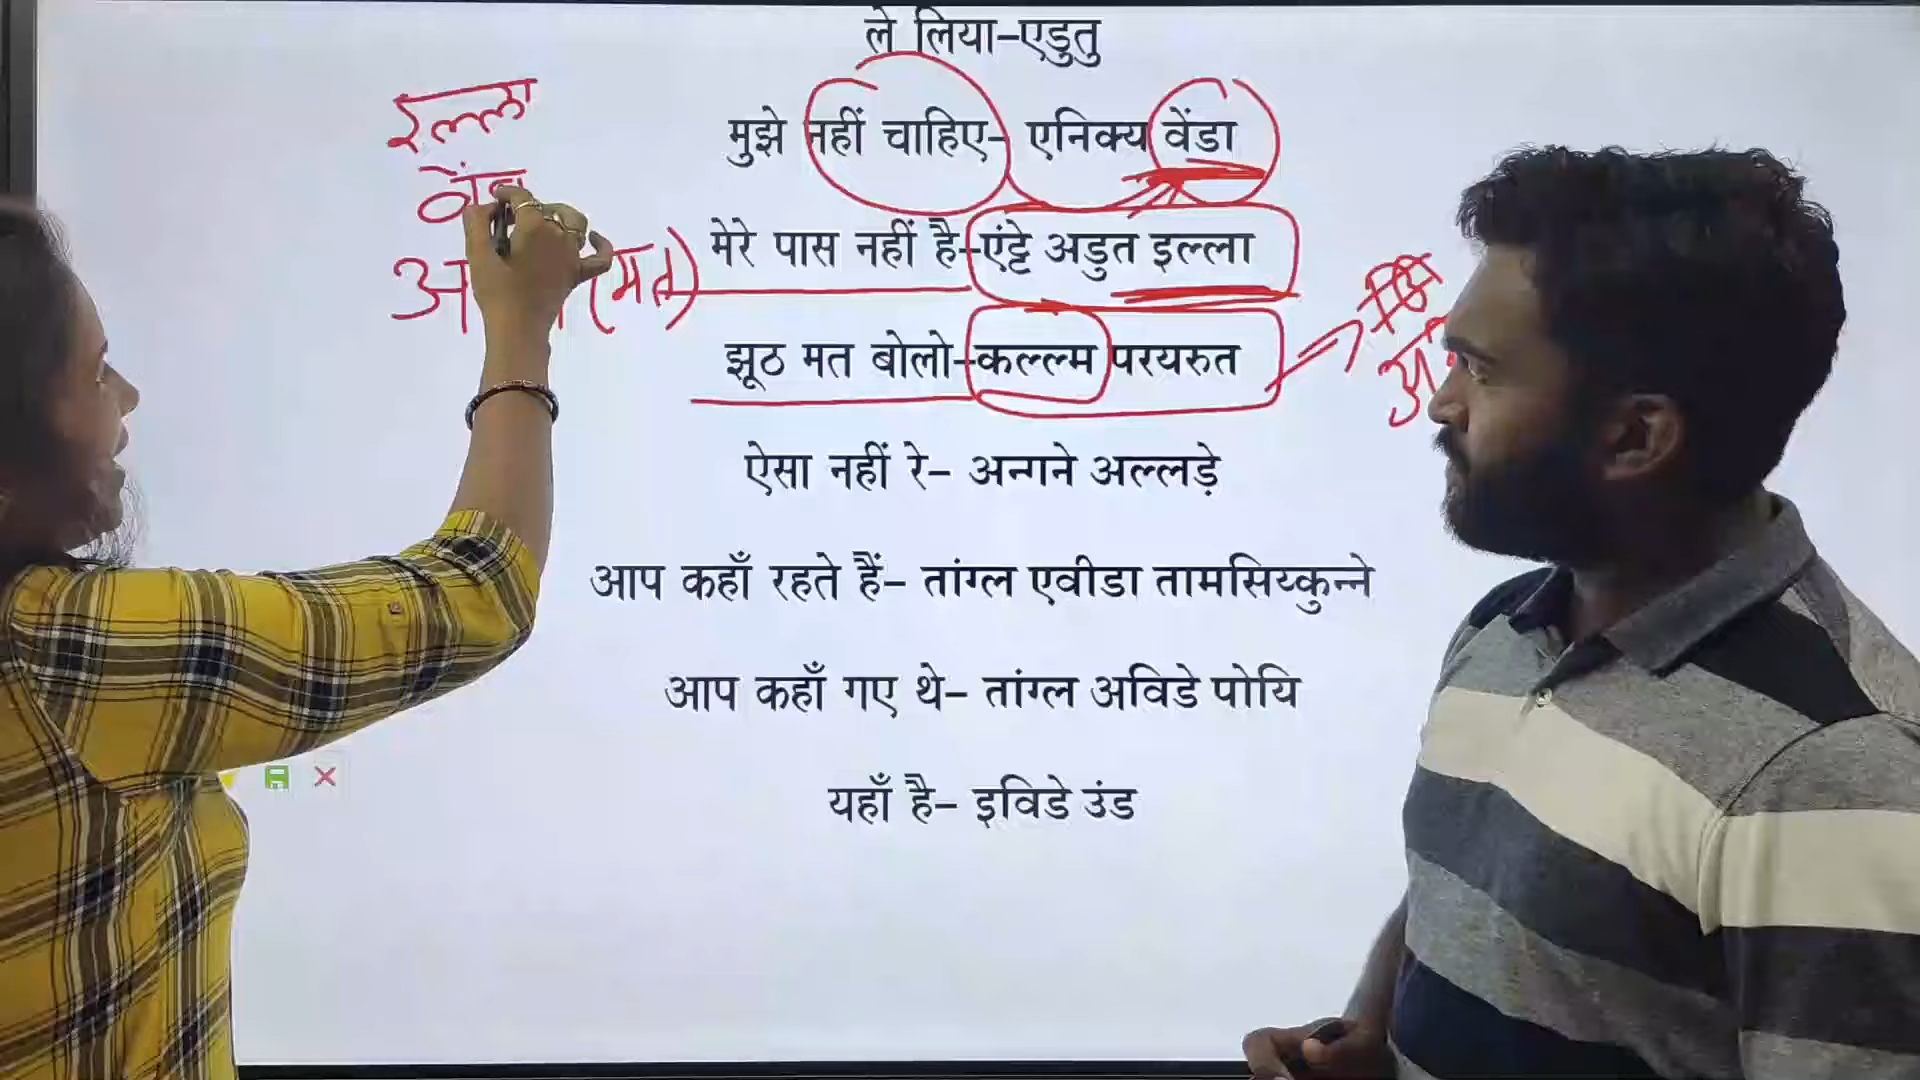 ले लिया-एडुतु
इल्ला
मुझे नहीं चाहिए- एनिक्य वेंडा
(मत)
मेरे पास नहीं है-एंट्टे अडुत इल्ला
झूठ मत बोलो-कल्ल्म परयरुत
ऐसा नहीं रे- अन्गने अल्लड़े
आप कहाँ रहते हैं- तांग्ल एवीडा तामसिय्कुन्ने
आप कहाँ गए थे- तांग्ल अविडे पोयि
यहाँ है- इविडे उंड